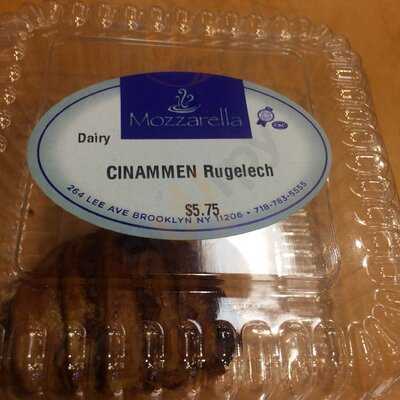 Mozzarella
Dairy
CINAMMEN Rugelech
$5.75
264 LEE AVE BROOKLYN NY 11206 • 718-783-5555